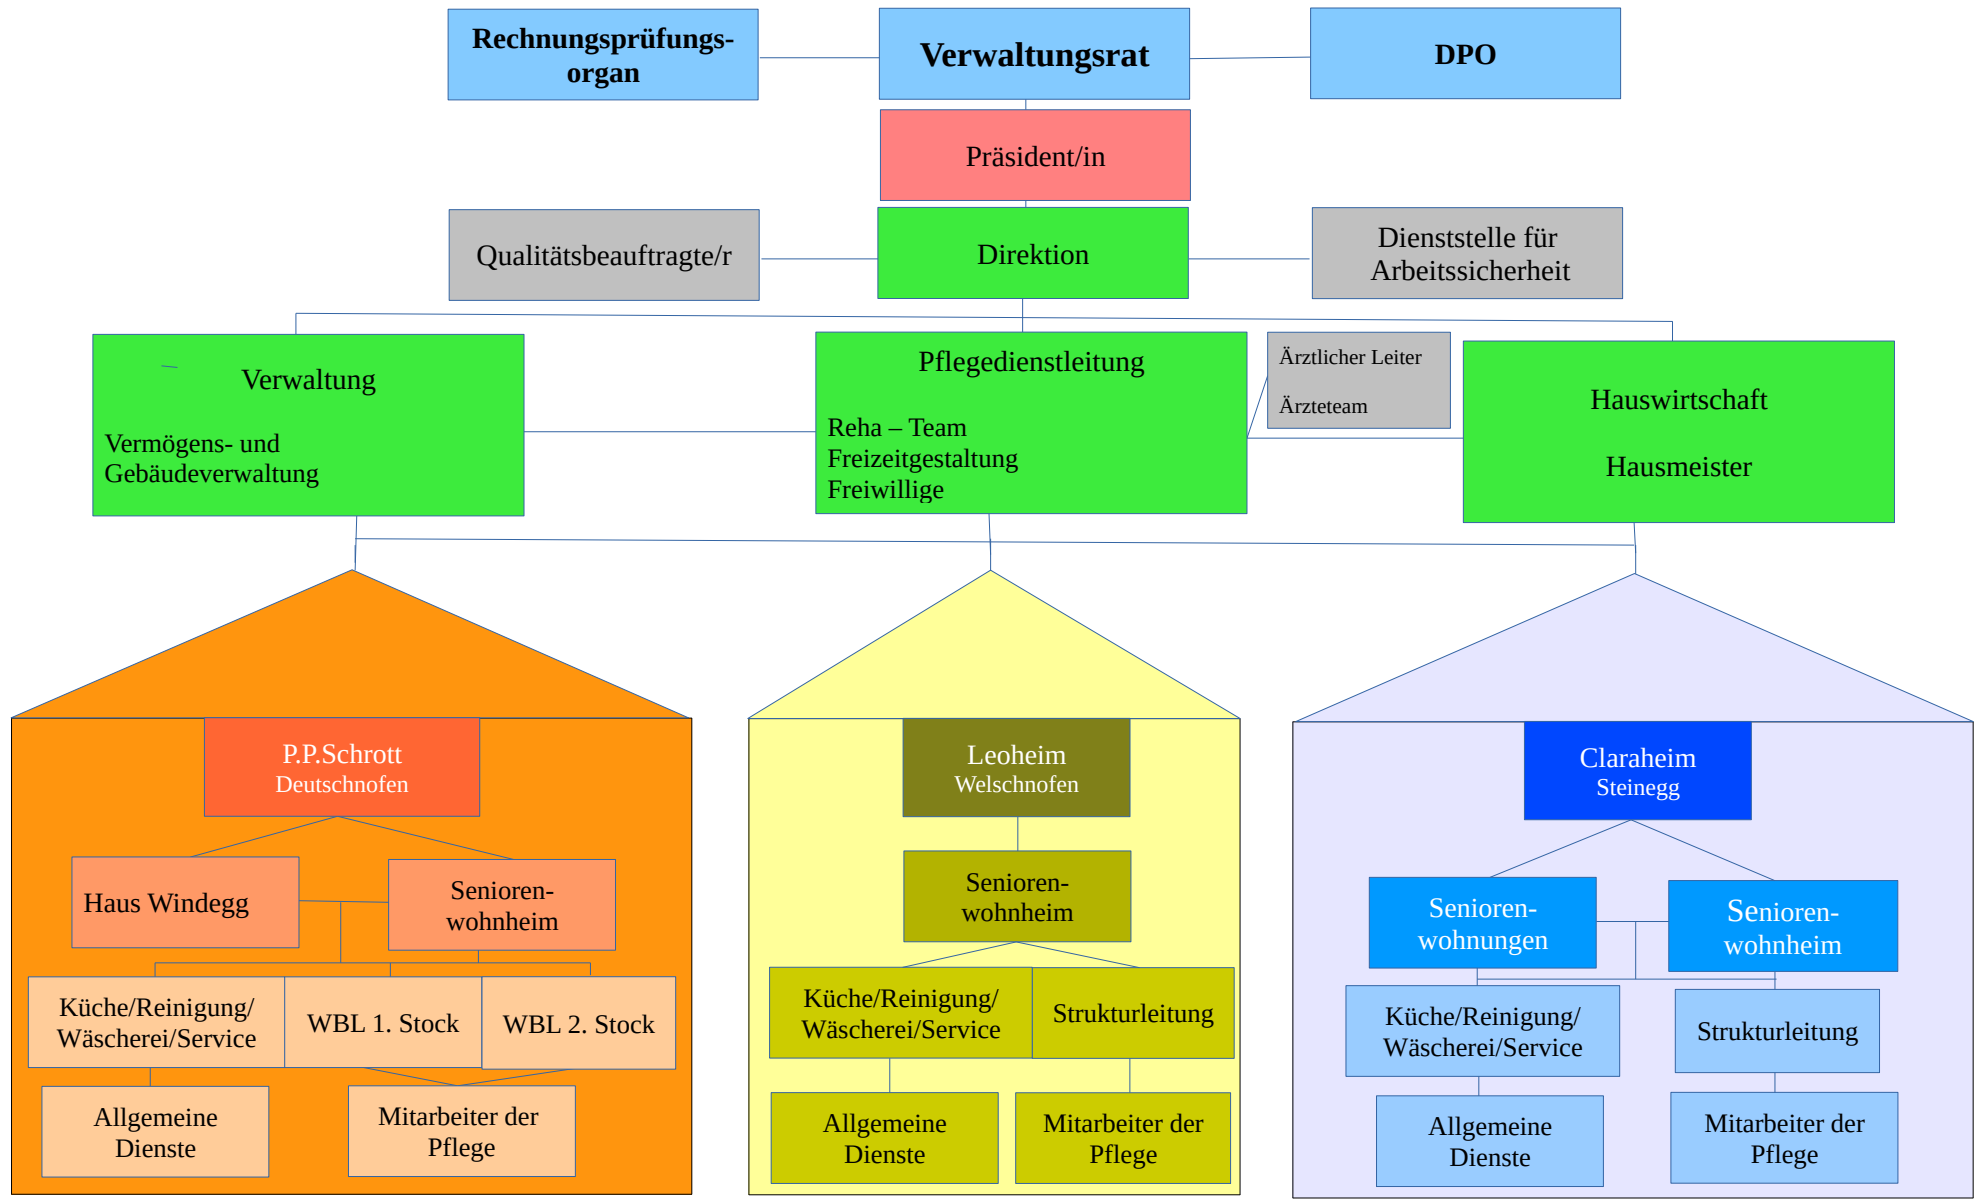 Rechnungsprüfungs-
organ
Verwaltungsrat
DPO
Präsident/in
Qualitätsbeauftragte/r
Direktion
Dienststelle für
Arbeitssicherheit
Verwaltung
Vermögens- und
Gebäudeverwaltung
Pflegedienstleitung
Reha – Team
Freizeitgestaltung
Freiwillige
Ärztlicher Leiter
Ärzteteam
Hauswirtschaft
Hausmeister
P.P.Schrott
Deutschnofen
Haus Windegg
Senioren-
wohnheim
Küche/Reinigung/
Wäscherei/Service
WBL 1. Stock
WBL 2. Stock
Allgemeine
Dienste
Mitarbeiter der
Pflege
Leoheim
Welschnofen
Senioren-
wohnheim
Küche/Reinigung/
Wäscherei/Service
Strukturleitung
Allgemeine
Dienste
Mitarbeiter der
Pflege
Claraheim
Steinegg
Senioren-
wohnungen
Senioren-
wohnheim
Küche/Reinigung/
Wäscherei/Service
Strukturleitung
Allgemeine
Dienste
Mitarbeiter der
Pflege